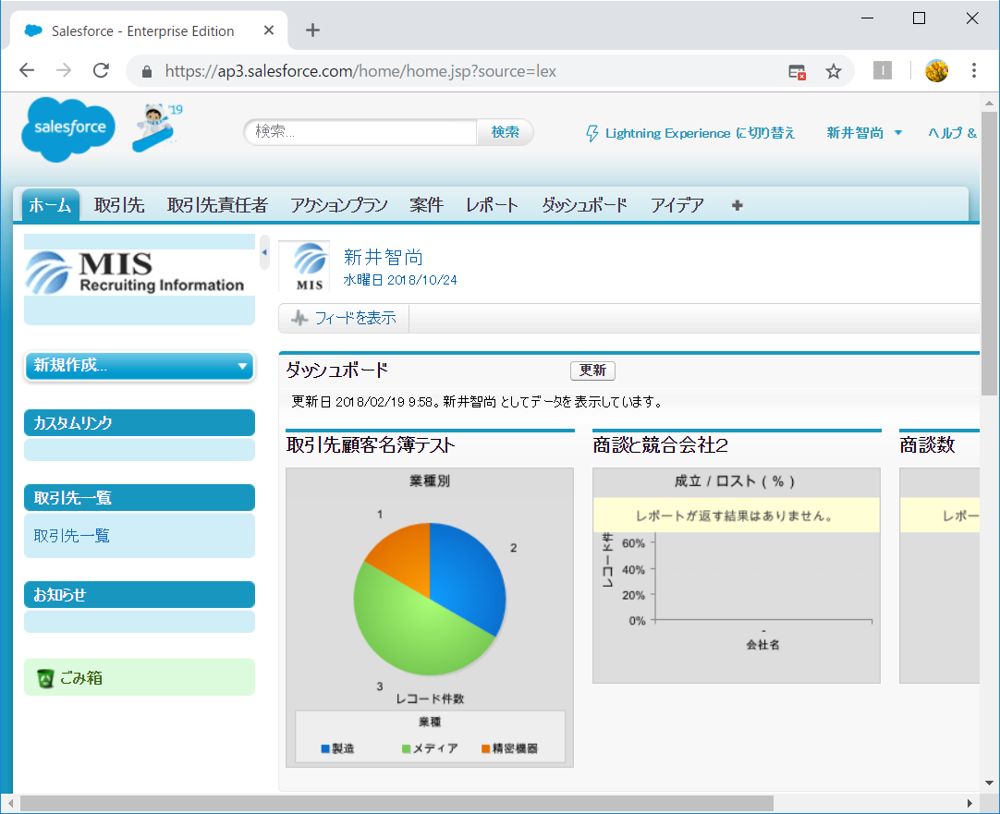 Salesforce - Enterprise Edition
https://ap3.salesforce.com/home/home.jsp?source=lex
salesforce
'19
検索...
検索
Lightning Experience に切り替え
新井智尚
ヘルプ &
ホーム 取引先 取引先責任者 アクションプラン 案件 レポート ダッシュボード アイデア
MIS
Recruiting Information
MIS
新井智尚
水曜日 2018/10/24
フィードを表示
新規作成...
カスタムリンク
取引先一覧
取引先一覧
お知らせ
ごみ箱
ダッシュボード
更新
更新日 2018/02/19 9:58。新井智尚 としてデータを表示しています。
取引先顧客名簿テスト
業種別
1
2
3
レコード件数
業種
製造 メディア 精密機器
商談と競合会社2
成立 / ロスト ( % )
レポートが返す結果はありません。
60%
40%
20%
0%
-
会社名
商談数
レポー